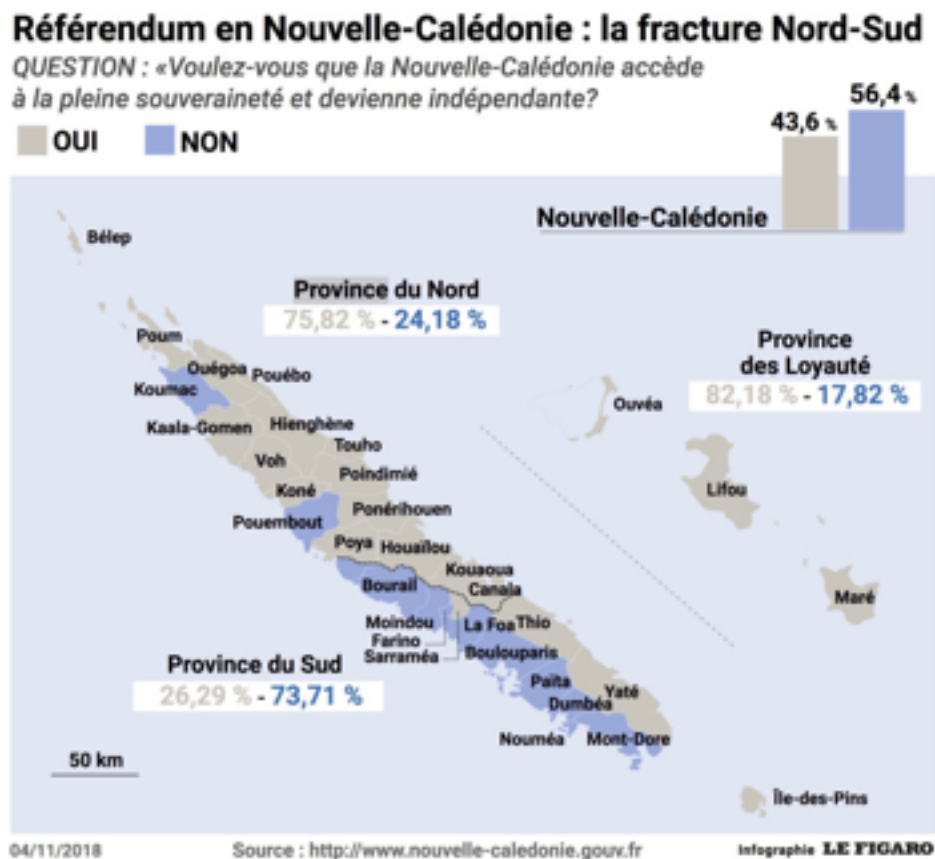 Référendum en Nouvelle-Calédonie : la fracture Nord-Sud
QUESTION : «Voulez-vous que la Nouvelle-Calédonie accède
à la pleine souveraineté et devienne indépendante?
OUI
NON
43,6 %
56,4 %
Nouvelle-Calédonie
Bélep
Province du Nord
75,82 % - 24,18 %
Province
des Loyauté
82,18 % - 17,82 %
Poum
Ouégoa
Pouébo
Koumac
Ouvéa
Kaala-Gomen
Hienghène
Touho
Voh
Poindimié
Koné
Lifou
Pouembout
Ponérihouen
Poya
Houaïlou
Kouaoua
Bourail
Canala
Maré
Moindou
La Foa
Thio
Farino
Sarraméa
Boulouparis
Province du Sud
26,29 % - 73,71 %
Païta
Yaté
Dumbéa
Nouméa
Mont-Dore
50 km
Île-des-Pins
04/11/2018
Source : http://www.nouvelle-caledonie.gouv.fr
Infographie LE FIGARO